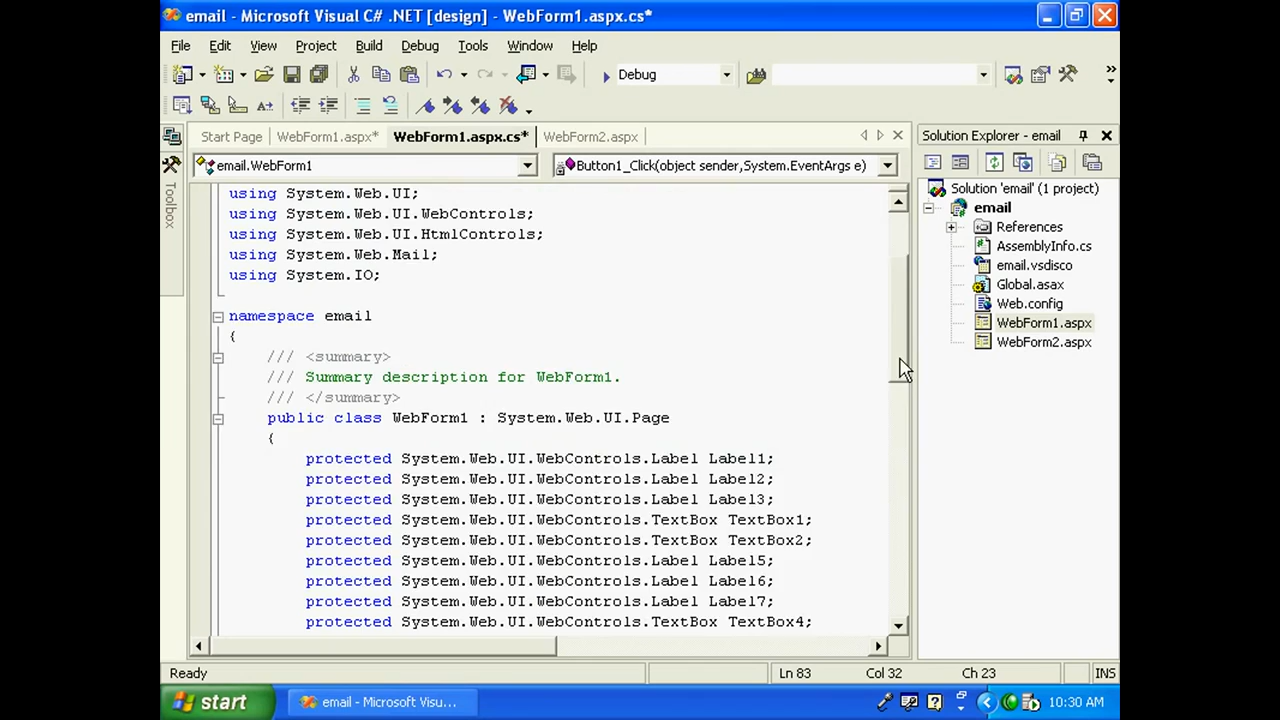 email - Microsoft Visual C# .NET [design] - WebForm1.aspx.cs*
File Edit View Project Build Debug Tools Window Help
Debug
Start Page WebForm1.aspx* WebForm1.aspx.cs* WebForm2.aspx
Solution Explorer - email
email.WebForm1 Button1_Click(object sender,System.EventArgs e)
Toolbox
using System.Web.UI;
using System.Web.UI.WebControls;
using System.Web.UI.HtmlControls;
using System.Web.Mail;
using System.IO;
namespace email
{
/// <summary>
/// Summary description for WebForm1.
/// </summary>
public class WebForm1 : System.Web.UI.Page
{
protected System.Web.UI.WebControls.Label Label1;
protected System.Web.UI.WebControls.Label Label2;
protected System.Web.UI.WebControls.Label Label3;
protected System.Web.UI.WebControls.TextBox TextBox1;
protected System.Web.UI.WebControls.TextBox TextBox2;
protected System.Web.UI.WebControls.Label Label5;
protected System.Web.UI.WebControls.Label Label6;
protected System.Web.UI.WebControls.Label Label7;
protected System.Web.UI.WebControls.TextBox TextBox4;
Solution 'email' (1 project)
email
References
AssemblyInfo.cs
email.vsdisco
Global.asax
Web.config
WebForm1.aspx
WebForm2.aspx
Ready Ln 83 Col 32 Ch 23 INS
start email - Microsoft Visu... 10:30 AM